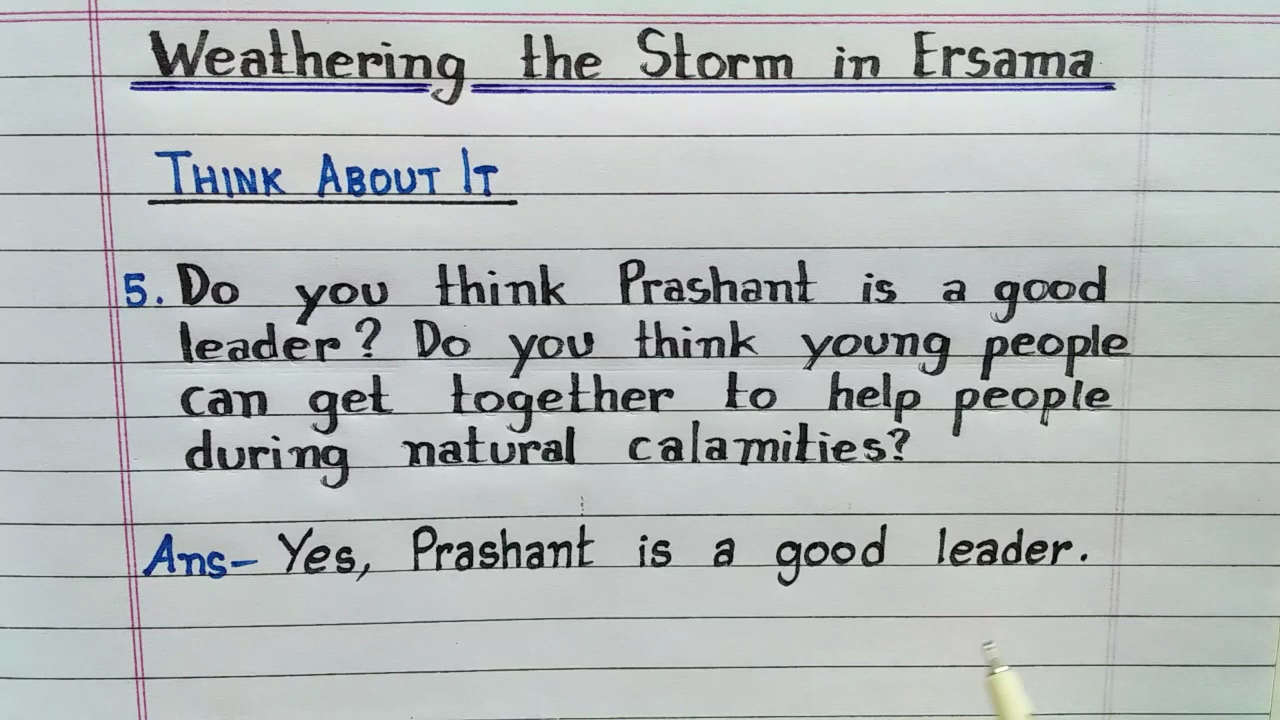 Weathering the Storm in Ersama
THINK ABOUT IT
5. Do you think Prashant is a good
leader? Do you think young people
can get together to help people
during natural calamities?
Ans- Yes, Prashant is a good leader.